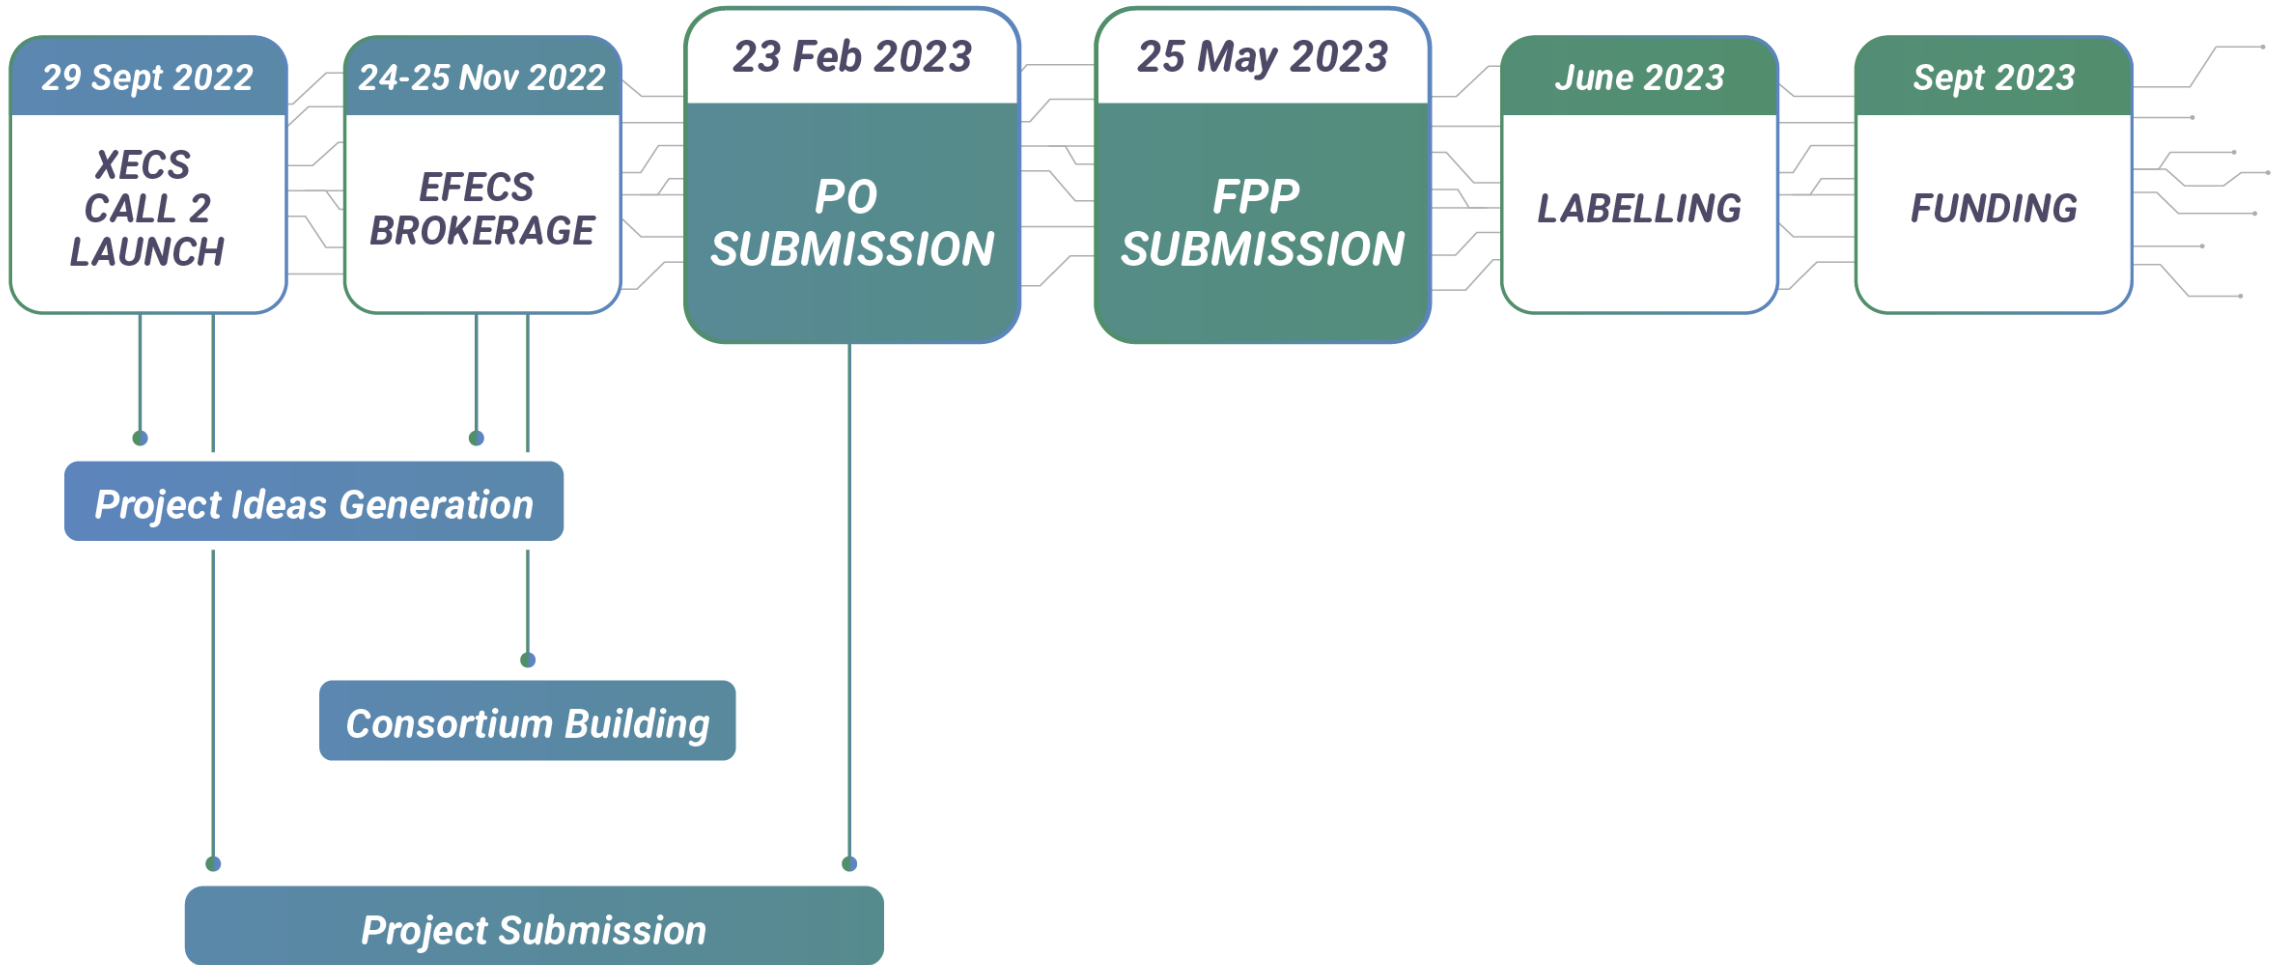 29 Sept 2022
XECS
CALL 2
LAUNCH
24-25 Nov 2022
EFECS
BROKERAGE
23 Feb 2023
PO
SUBMISSION
25 May 2023
FPP
SUBMISSION
June 2023
LABELLING
Sept 2023
FUNDING
Project Ideas Generation
Consortium Building
Project Submission